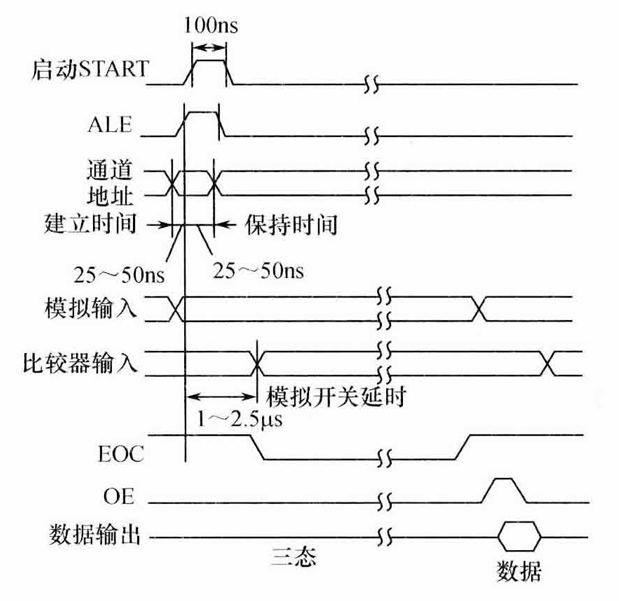 100ns
启动START
ALE
通道
地址
建立时间
保持时间
25～50ns
25～50ns
模拟输入
比较器输入
模拟开关延时
1～2.5μs
EOC
OE
数据输出
三态
数据